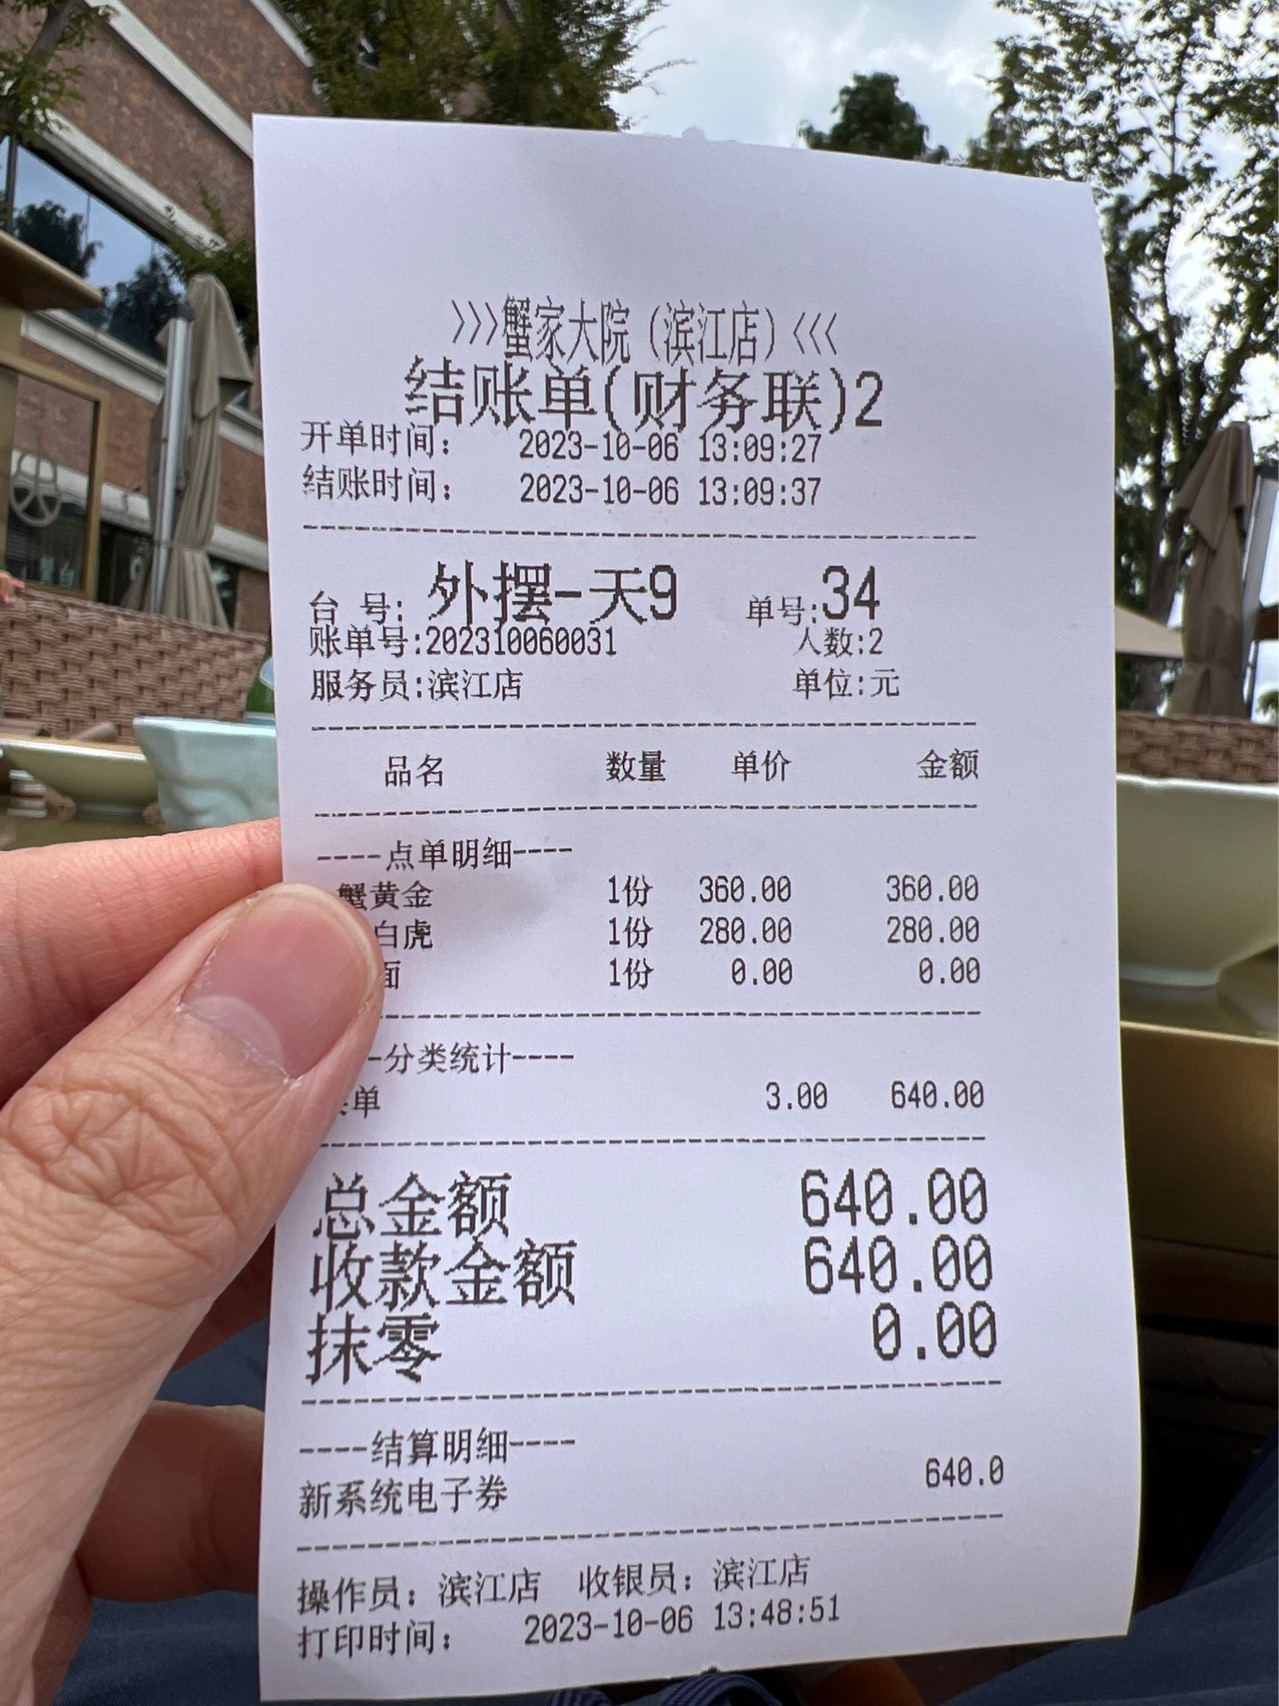 >>>蟹家大院(滨江店)<<<
结账单(财务联)2
开单时间: 2023-10-06 13:09:27
结账时间: 2023-10-06 13:09:37
台 号: 外摆-天9 单号:34
账单号:202310060031 人数:2
服务员:滨江店 单位:元
品名 数量 单价 金额
----点单明细----
蟹黄金 1份 360.00 360.00
白虎 1份 280.00 280.00
面 1份 0.00 0.00
-分类统计----
单 3.00 640.00
总金额 640.00
收款金额 640.00
抹零 0.00
----结算明细----
新系统电子券 640.0
操作员: 滨江店 收银员: 滨江店
打印时间: 2023-10-06 13:48:51